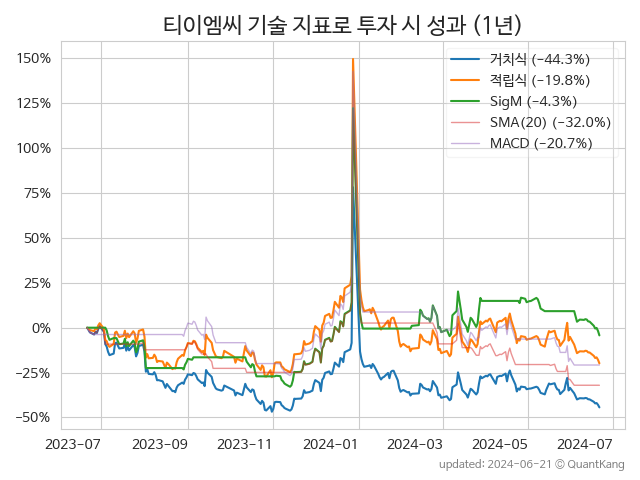 티이엠씨 기술 지표로 투자 시 성과 (1년)
거치식 (−44.3%)
적립식 (−19.8%)
SigM (−4.3%)
SMA(20) (−32.0%)
MACD (−20.7%)
150%
125%
100%
75%
50%
25%
0%
−25%
−50%
2023-07
2023-09
2023-11
2024-01
2024-03
2024-05
2024-07
updated: 2024-06-21 © QuantKang